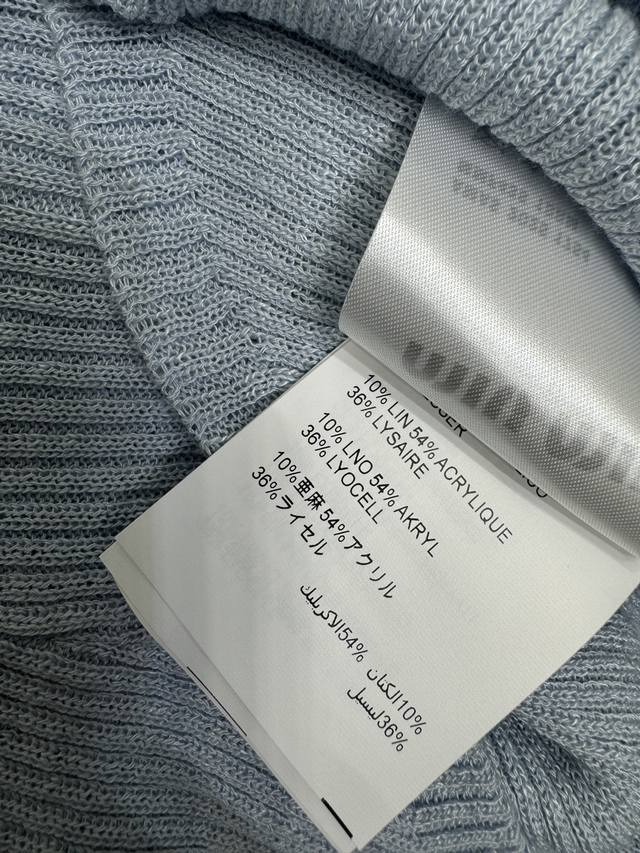 10% LIN 54% ACRYLIQUE
36% LYSAIRE
10% LNO 54% AKRYL
36% LYOCELL
10%亜麻 54%アクリル
36%ライセル
10%الكتان 54%الاكريليك
36%ليسيل